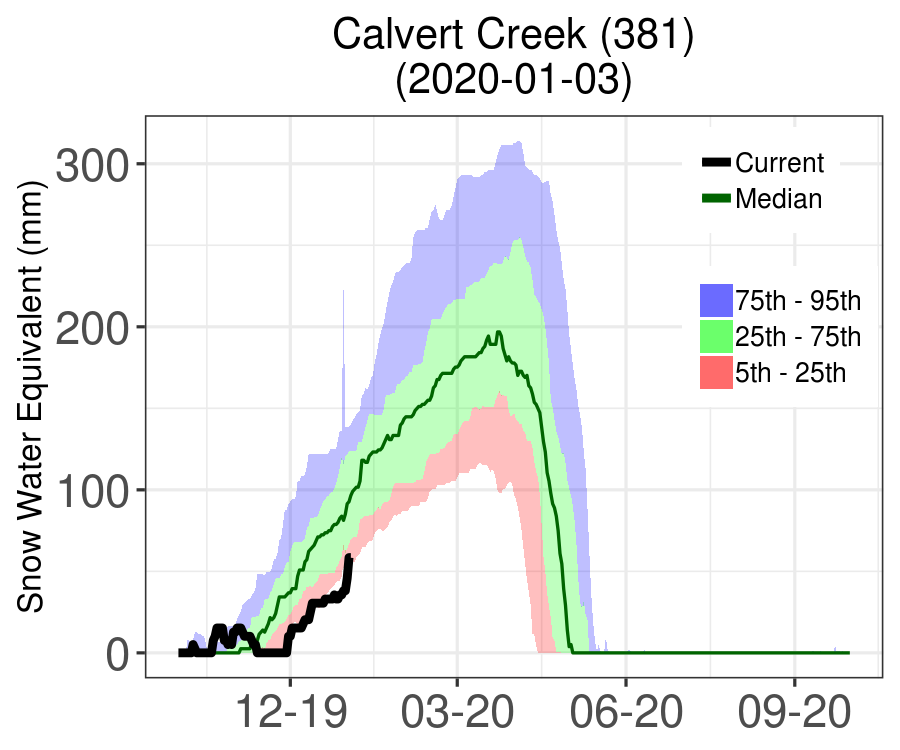 Calvert Creek (381)
(2020-01-03)
Snow Water Equivalent (mm)
300
200
100
0
12-19
03-20
06-20
09-20
Current
Median
75th - 95th
25th - 75th
5th - 25th